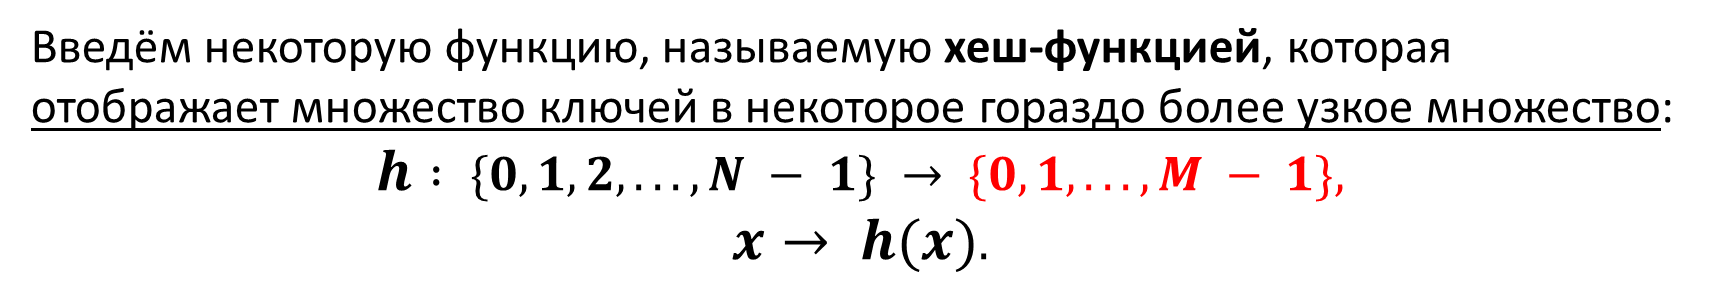 Введём некоторую функцию, называемую хеш-функцией, которая
отображает множество ключей в некоторое гораздо более узкое множество:
h : {0, 1, 2, . . . , N − 1} → {0, 1, . . . , M − 1},
x → h(x).